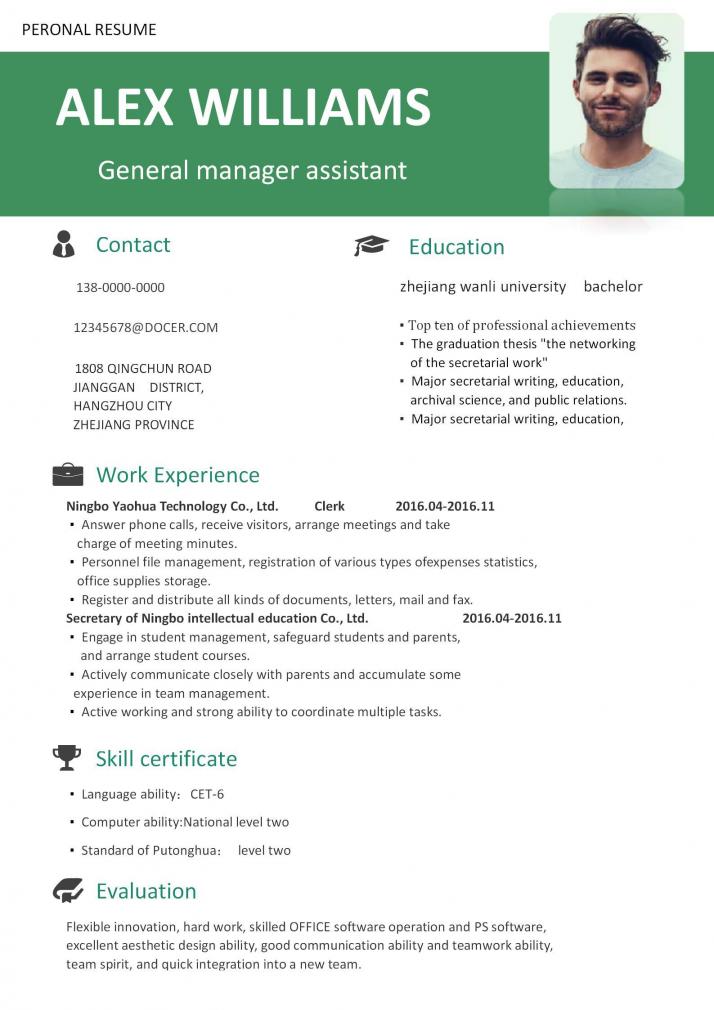 PERONAL RESUME
ALEX WILLIAMS
General manager assistant
Contact
138-0000-0000
12345678@DOCER.COM
1808 QINGCHUN ROAD
JIANGGAN DISTRICT,
HANGZHOU CITY
ZHEJIANG PROVINCE
Education
zhejiang wanli university bachelor
▪ Top ten of professional achievements
▪ The graduation thesis "the networking
of the secretarial work"
▪ Major secretarial writing, education,
archival science, and public relations.
▪ Major secretarial writing, education,
Work Experience
Ningbo Yaohua Technology Co., Ltd. Clerk 2016.04-2016.11
▪ Answer phone calls, receive visitors, arrange meetings and take
charge of meeting minutes.
▪ Personnel file management, registration of various types ofexpenses statistics,
office supplies storage.
▪ Register and distribute all kinds of documents, letters, mail and fax.
Secretary of Ningbo intellectual education Co., Ltd. 2016.04-2016.11
▪ Engage in student management, safeguard students and parents,
and arrange student courses.
▪ Actively communicate closely with parents and accumulate some
experience in team management.
▪ Active working and strong ability to coordinate multiple tasks.
Skill certificate
▪ Language ability： CET-6
▪ Computer ability:National level two
▪ Standard of Putonghua： level two
Evaluation
Flexible innovation, hard work, skilled OFFICE software operation and PS software,
excellent aesthetic design ability, good communication ability and teamwork ability,
team spirit, and quick integration into a new team.